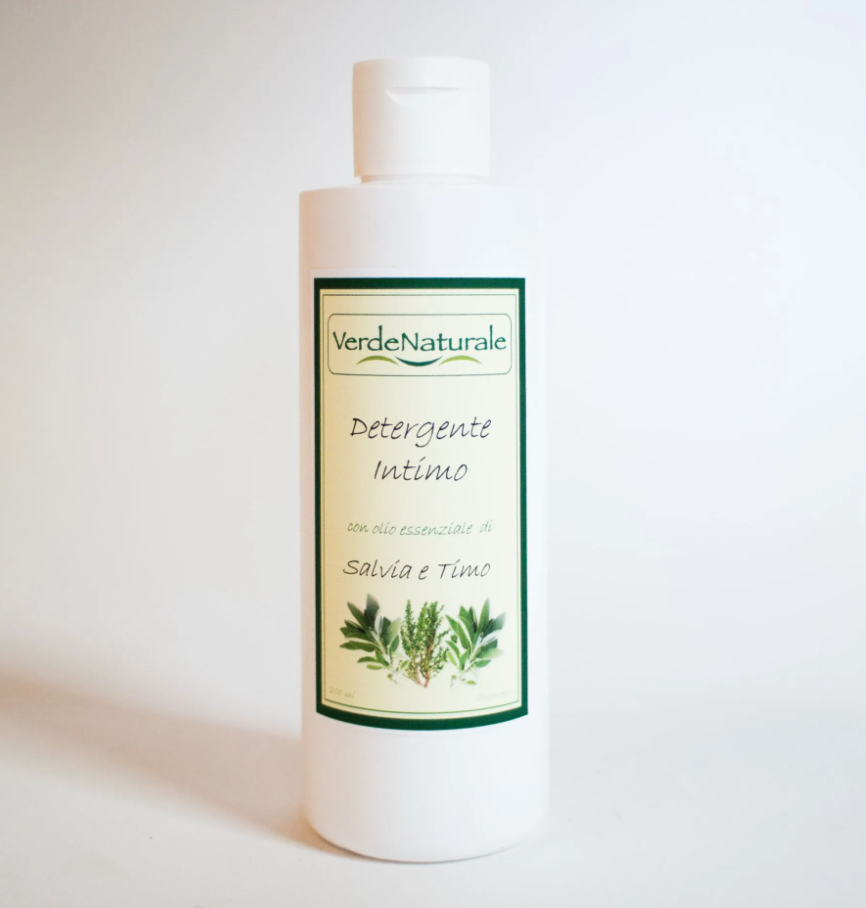 VerdeNaturale
Detergente
Intimo
con olio essenziale di
Salvia e Timo